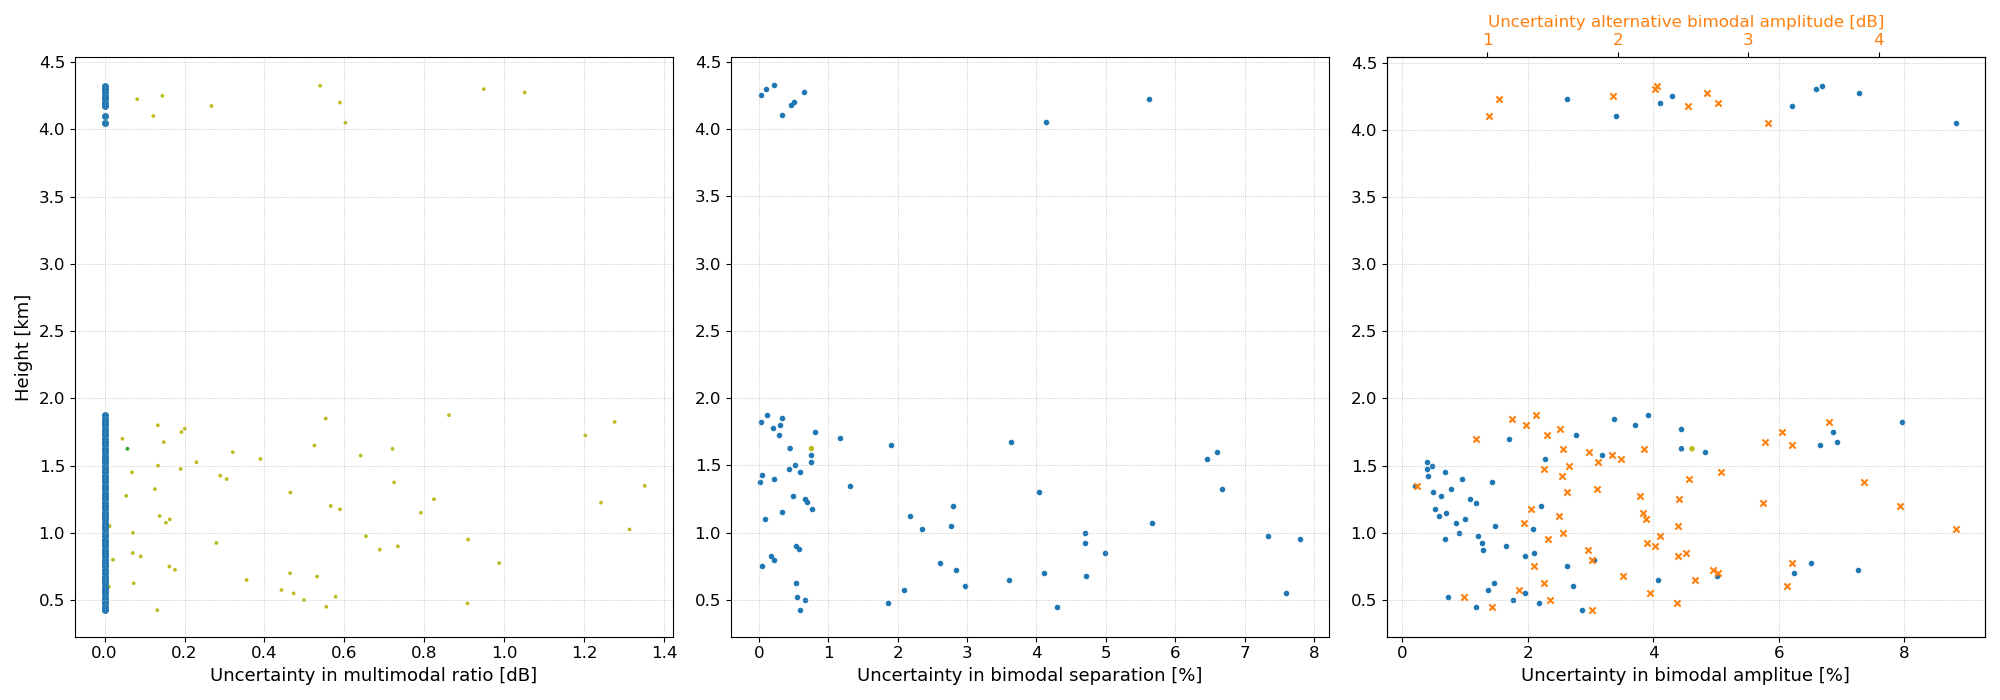 Uncertainty alternative bimodal amplitude [dB]
1 2 3 4
4.5 4.5 4.5
4.0 4.0 4.0
3.5 3.5 3.5
3.0 3.0 3.0
2.5 2.5 2.5
2.0 2.0 2.0
1.5 1.5 1.5
1.0 1.0 1.0
0.5 0.5 0.5
Height [km]
0.0 0.2 0.4 0.6 0.8 1.0 1.2 1.4 0 1 2 3 4 5 6 7 8 0 2 4 6 8
Uncertainty in multimodal ratio [dB] Uncertainty in bimodal separation [%] Uncertainty in bimodal amplitue [%]